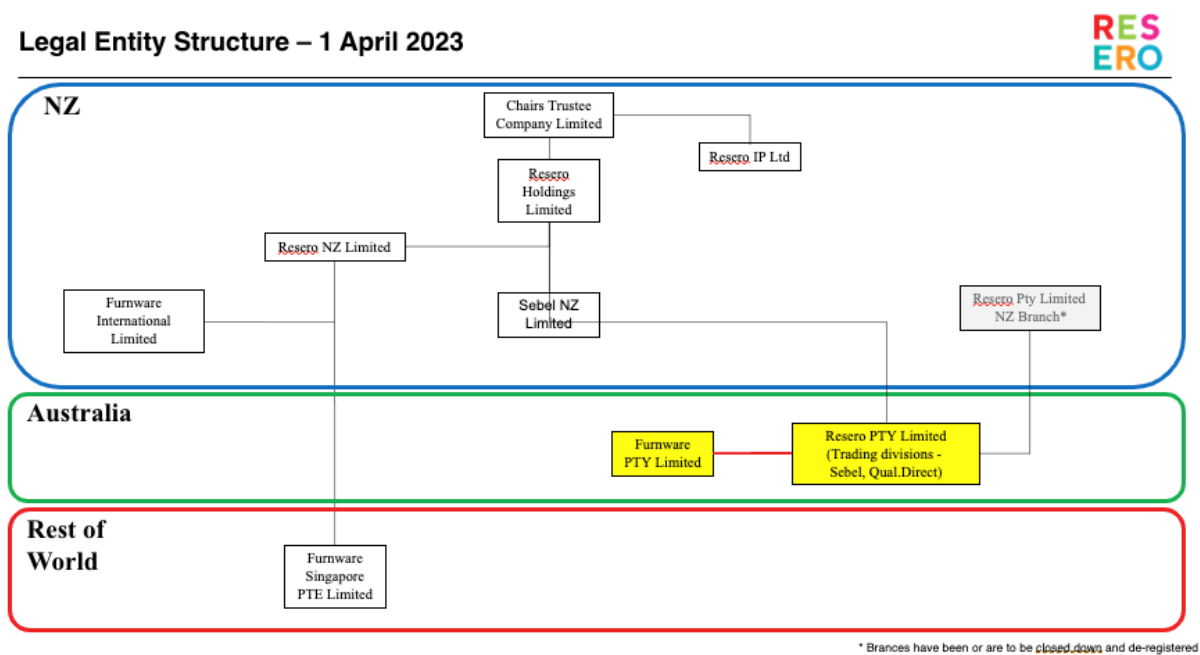 Legal Entity Structure – 1 April 2023
RES
ERO
NZ
Chairs Trustee
Company Limited
Resero IP Ltd
Resero
Holdings
Limited
Resero NZ Limited
Furnware
International
Limited
Sebel NZ
Limited
Resero Pty Limited
NZ Branch*
Australia
Furnware
PTY Limited
Resero PTY Limited
(Trading divisions -
Sebel, Qual.Direct)
Rest of
World
Furnware
Singapore
PTE Limited
* Brances have been or are to be closed down and de-registered